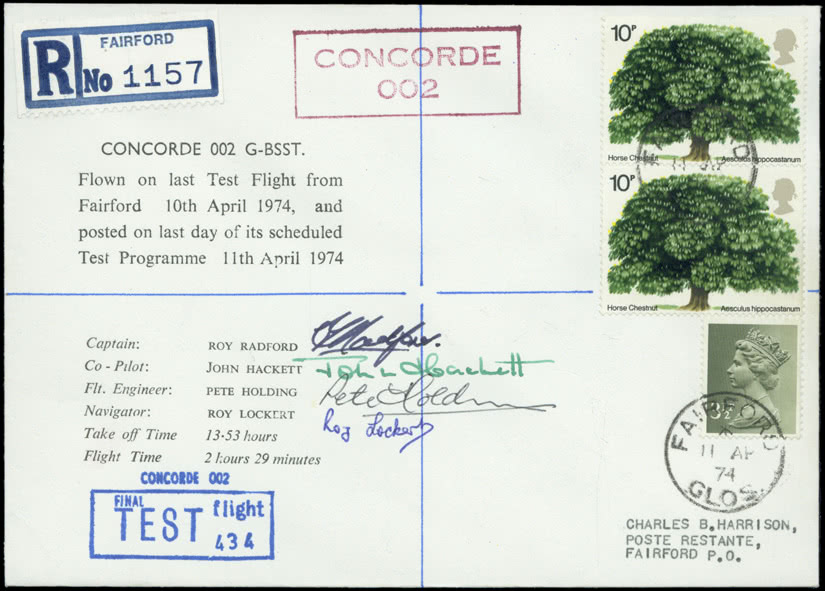 FAIRFORD
R No 1157
CONCORDE
002
10P
Horse Chestnut Aesculus hippocastanum
11 AP
10P
Horse Chestnut Aesculus hippocastanum
CONCORDE 002 G-BSST.
Flown on last Test Flight from
Fairford 10th April 1974, and
posted on last day of its scheduled
Test Programme 11th April 1974
Captain: ROY RADFORD
Co-Pilot: JOHN HACKETT John Hackett
Flt. Engineer: PETE HOLDING Pete Holding
Navigator: ROY LOCKERT Roy Lockert
Take off Time 13·53 hours
Flight Time 2 hours 29 minutes
3½
FAIRFORD
11 AP
74
GLOS.
CONCORDE 002
FINAL
TEST flight
434
CHARLES B.HARRISON,
POSTE RESTANTE,
FAIRFORD P.O.